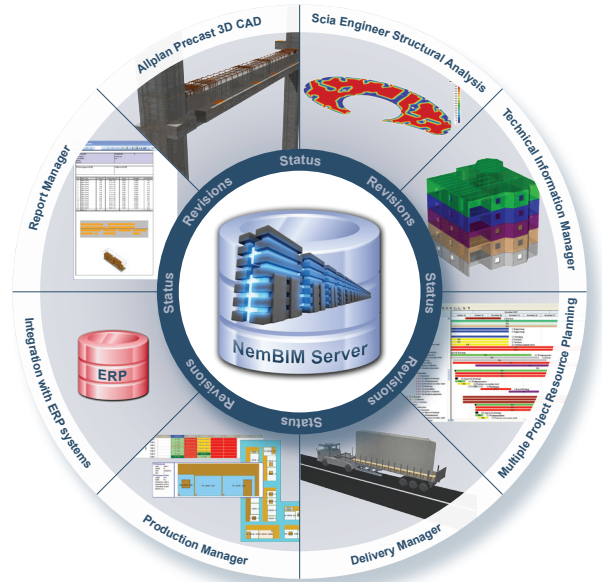 Allplan Precast 3D CAD
Scia Engineer Structural Analysis
Technical Information Manager
Multiple Project Resource Planning
Delivery Manager
Production Manager
Integration with ERP systems
Report Manager
Status
Revisions
Status
Revisions
Status
Revisions
Status
Revisions
NemBIM Server
ERP